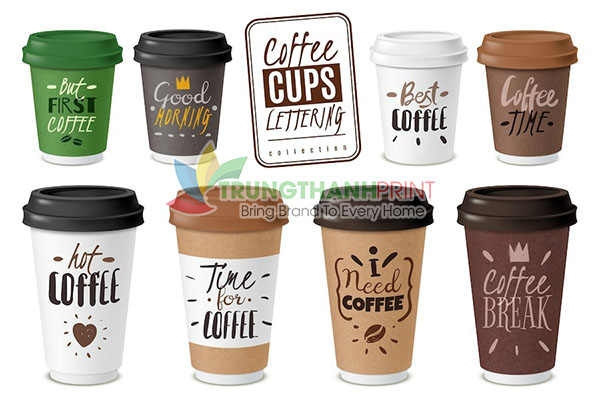 But
FIRST
COFFEE
Good
MORNING
Coffee
CUPS
LETTERING
collection
Best
COFFEE
Coffee
TIME
TRUNGTHANHPRINT
Bring Brand To Every Home
hot
COFFEE
Time
for
COFFEE
i
Need
COFFEE
Coffee
BREAK